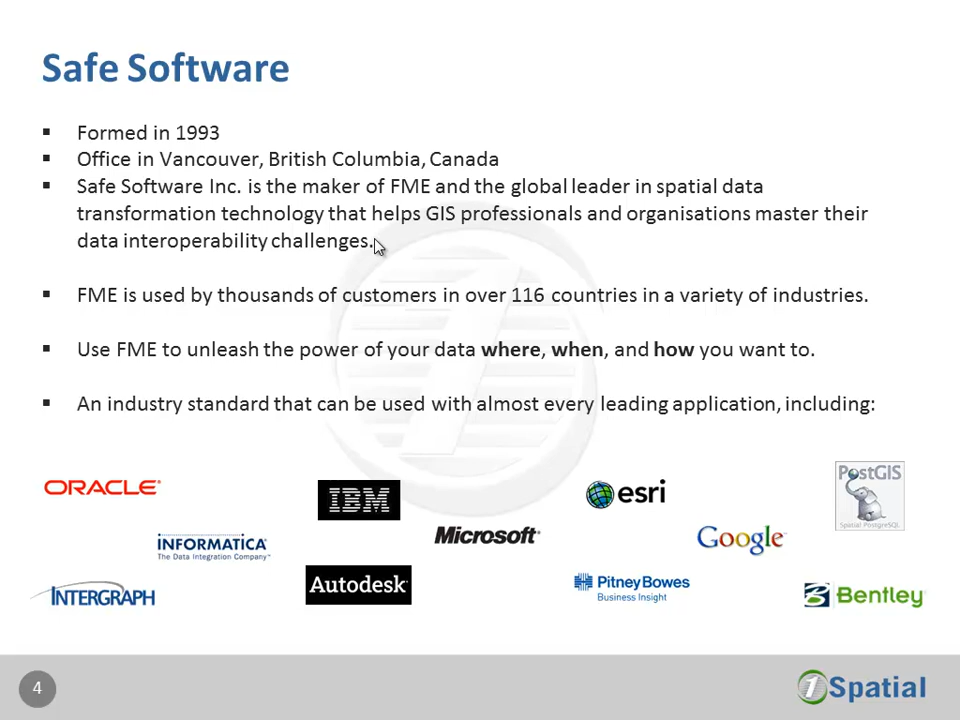 Safe Software
▪ Formed in 1993
▪ Office in Vancouver, British Columbia, Canada
▪ Safe Software Inc. is the maker of FME and the global leader in spatial data
transformation technology that helps GIS professionals and organisations master their
data interoperability challenges.
▪ FME is used by thousands of customers in over 116 countries in a variety of industries.
▪ Use FME to unleash the power of your data where, when, and how you want to.
▪ An industry standard that can be used with almost every leading application, including:
ORACLE
IBM
esri
PostGIS
Spatial PostgreSQL
INFORMATICA
The Data Integration Company™
Microsoft
Google
INTERGRAPH
Autodesk
PitneyBowes
Business Insight
Bentley
4
1Spatial